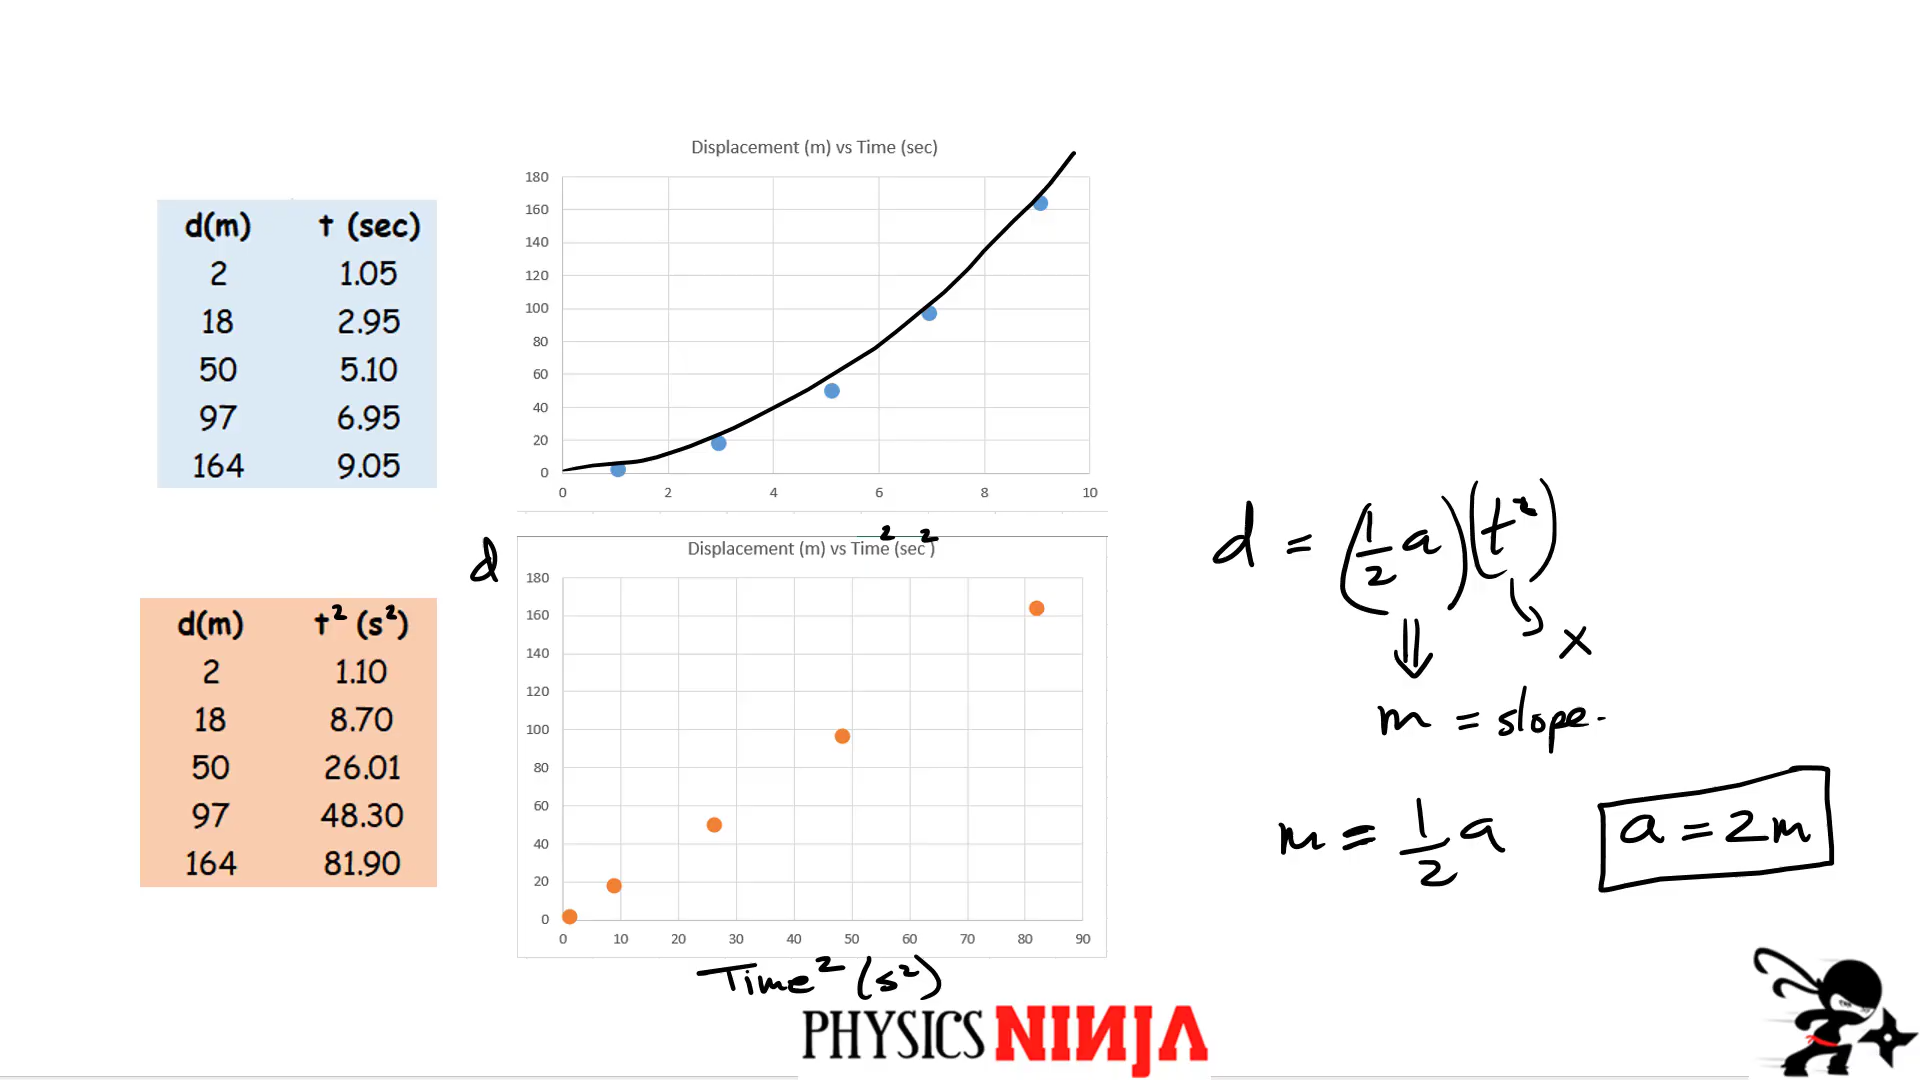 d(m) t (sec)
2 1.05
18 2.95
50 5.10
97 6.95
164 9.05
Displacement (m) vs Time (sec)
180
160
140
120
100
80
60
40
20
0
0 2 4 6 8 10
d
Displacement (m) vs Time² (sec²)
180
160
140
120
100
80
60
40
20
0
0 10 20 30 40 50 60 70 80 90
Time² (s²)
d(m) t² (s²)
2 1.10
18 8.70
50 26.01
97 48.30
164 81.90
d = (1/2 a)(t²)
x
m = slope.
m = 1/2 a
a = 2m
PHYSICS NINJA